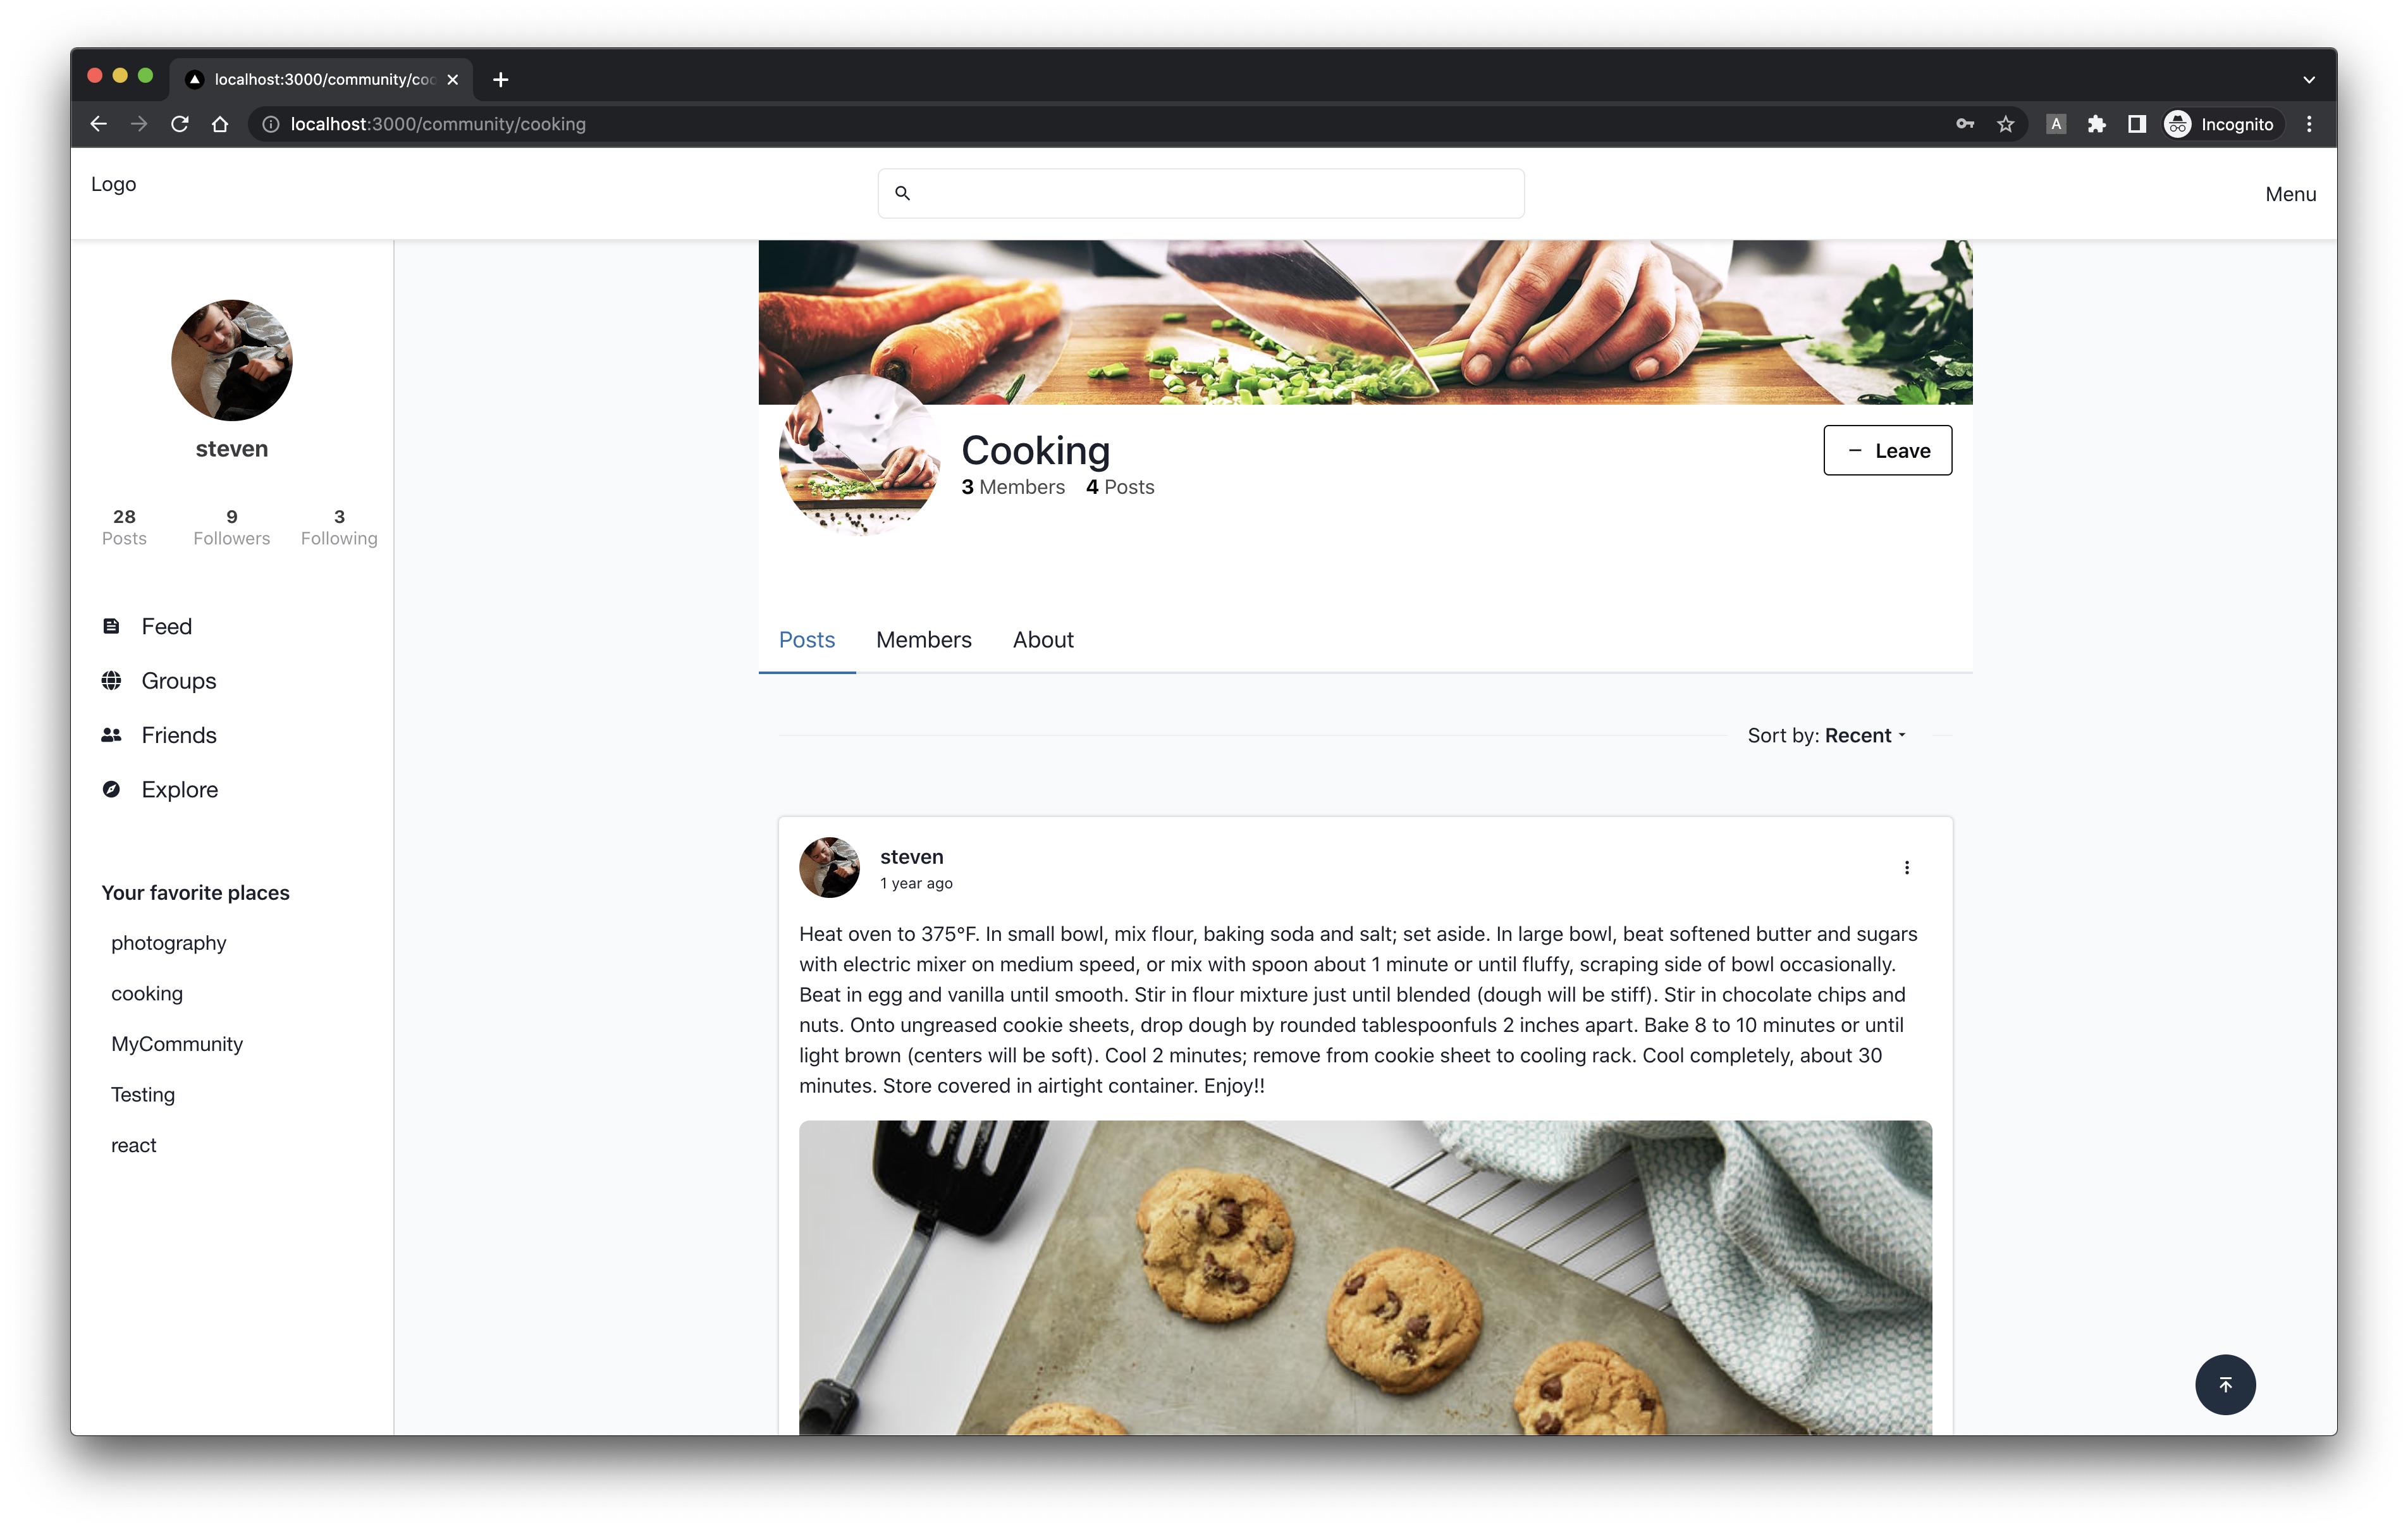 localhost:3000/community/coo
localhost:3000/community/cooking
A
Incognito
Logo
Menu
steven
28
Posts
9
Followers
3
Following
Feed
Groups
Friends
Explore
Your favorite places
photography
cooking
MyCommunity
Testing
react
Cooking
3 Members 4 Posts
Leave
Posts Members About
Sort by: Recent
steven
1 year ago
Heat oven to 375°F. In small bowl, mix flour, baking soda and salt; set aside. In large bowl, beat softened butter and sugars
with electric mixer on medium speed, or mix with spoon about 1 minute or until fluffy, scraping side of bowl occasionally.
Beat in egg and vanilla until smooth. Stir in flour mixture just until blended (dough will be stiff). Stir in chocolate chips and
nuts. Onto ungreased cookie sheets, drop dough by rounded tablespoonfuls 2 inches apart. Bake 8 to 10 minutes or until
light brown (centers will be soft). Cool 2 minutes; remove from cookie sheet to cooling rack. Cool completely, about 30
minutes. Store covered in airtight container. Enjoy!!